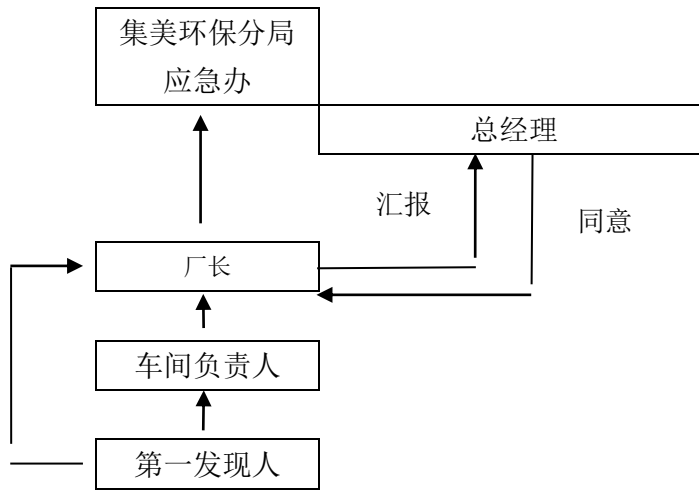 集美环保分局
应急办
总经理
汇报
同意
厂长
车间负责人
第一发现人